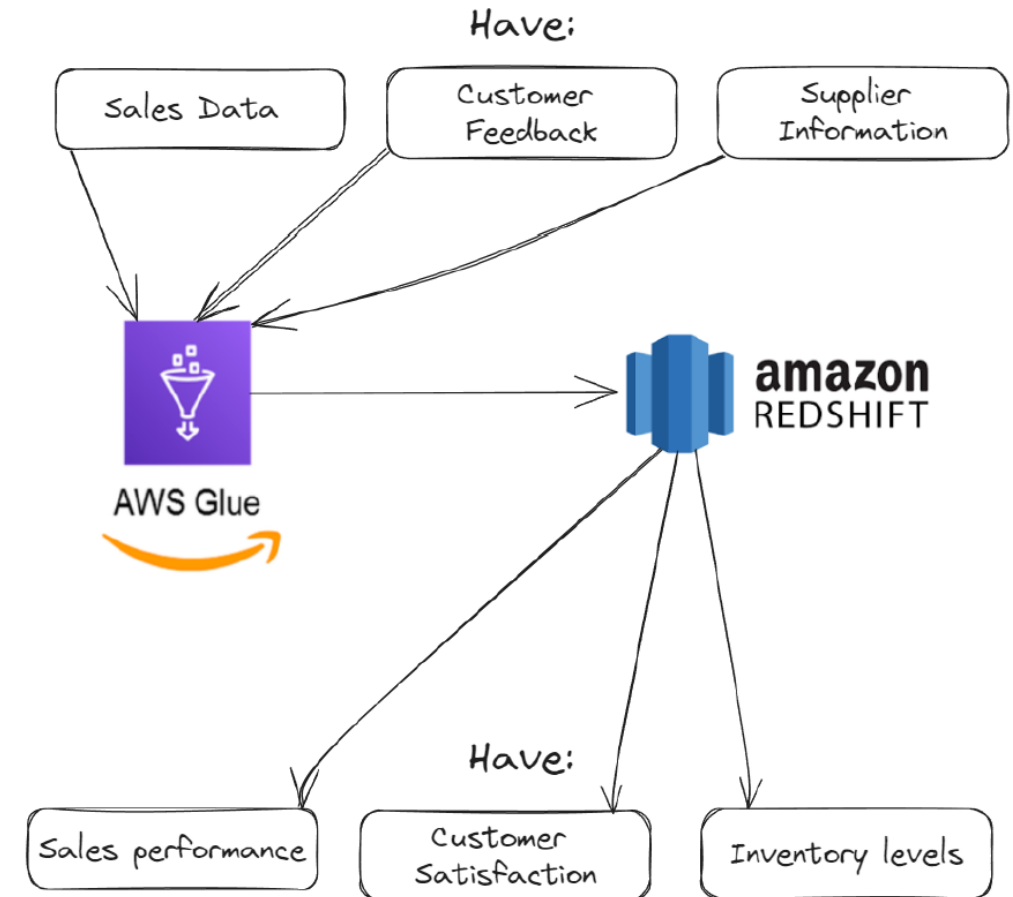 Have:
Sales Data
Customer
Feedback
Supplier
Information
AWS Glue
amazon
REDSHIFT
Have:
Sales performance
Customer
Satisfaction
Inventory levels